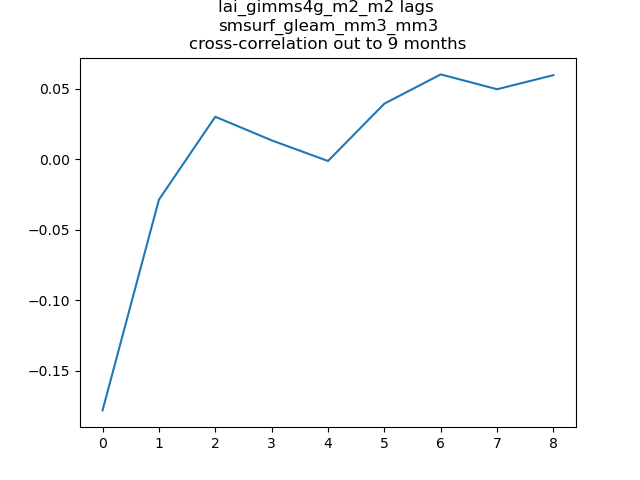 lai_gimms4g_m2_m2 lags
smsurf_gleam_mm3_mm3
cross-correlation out to 9 months
0.05
0.00
−0.05
−0.10
−0.15
0 1 2 3 4 5 6 7 8